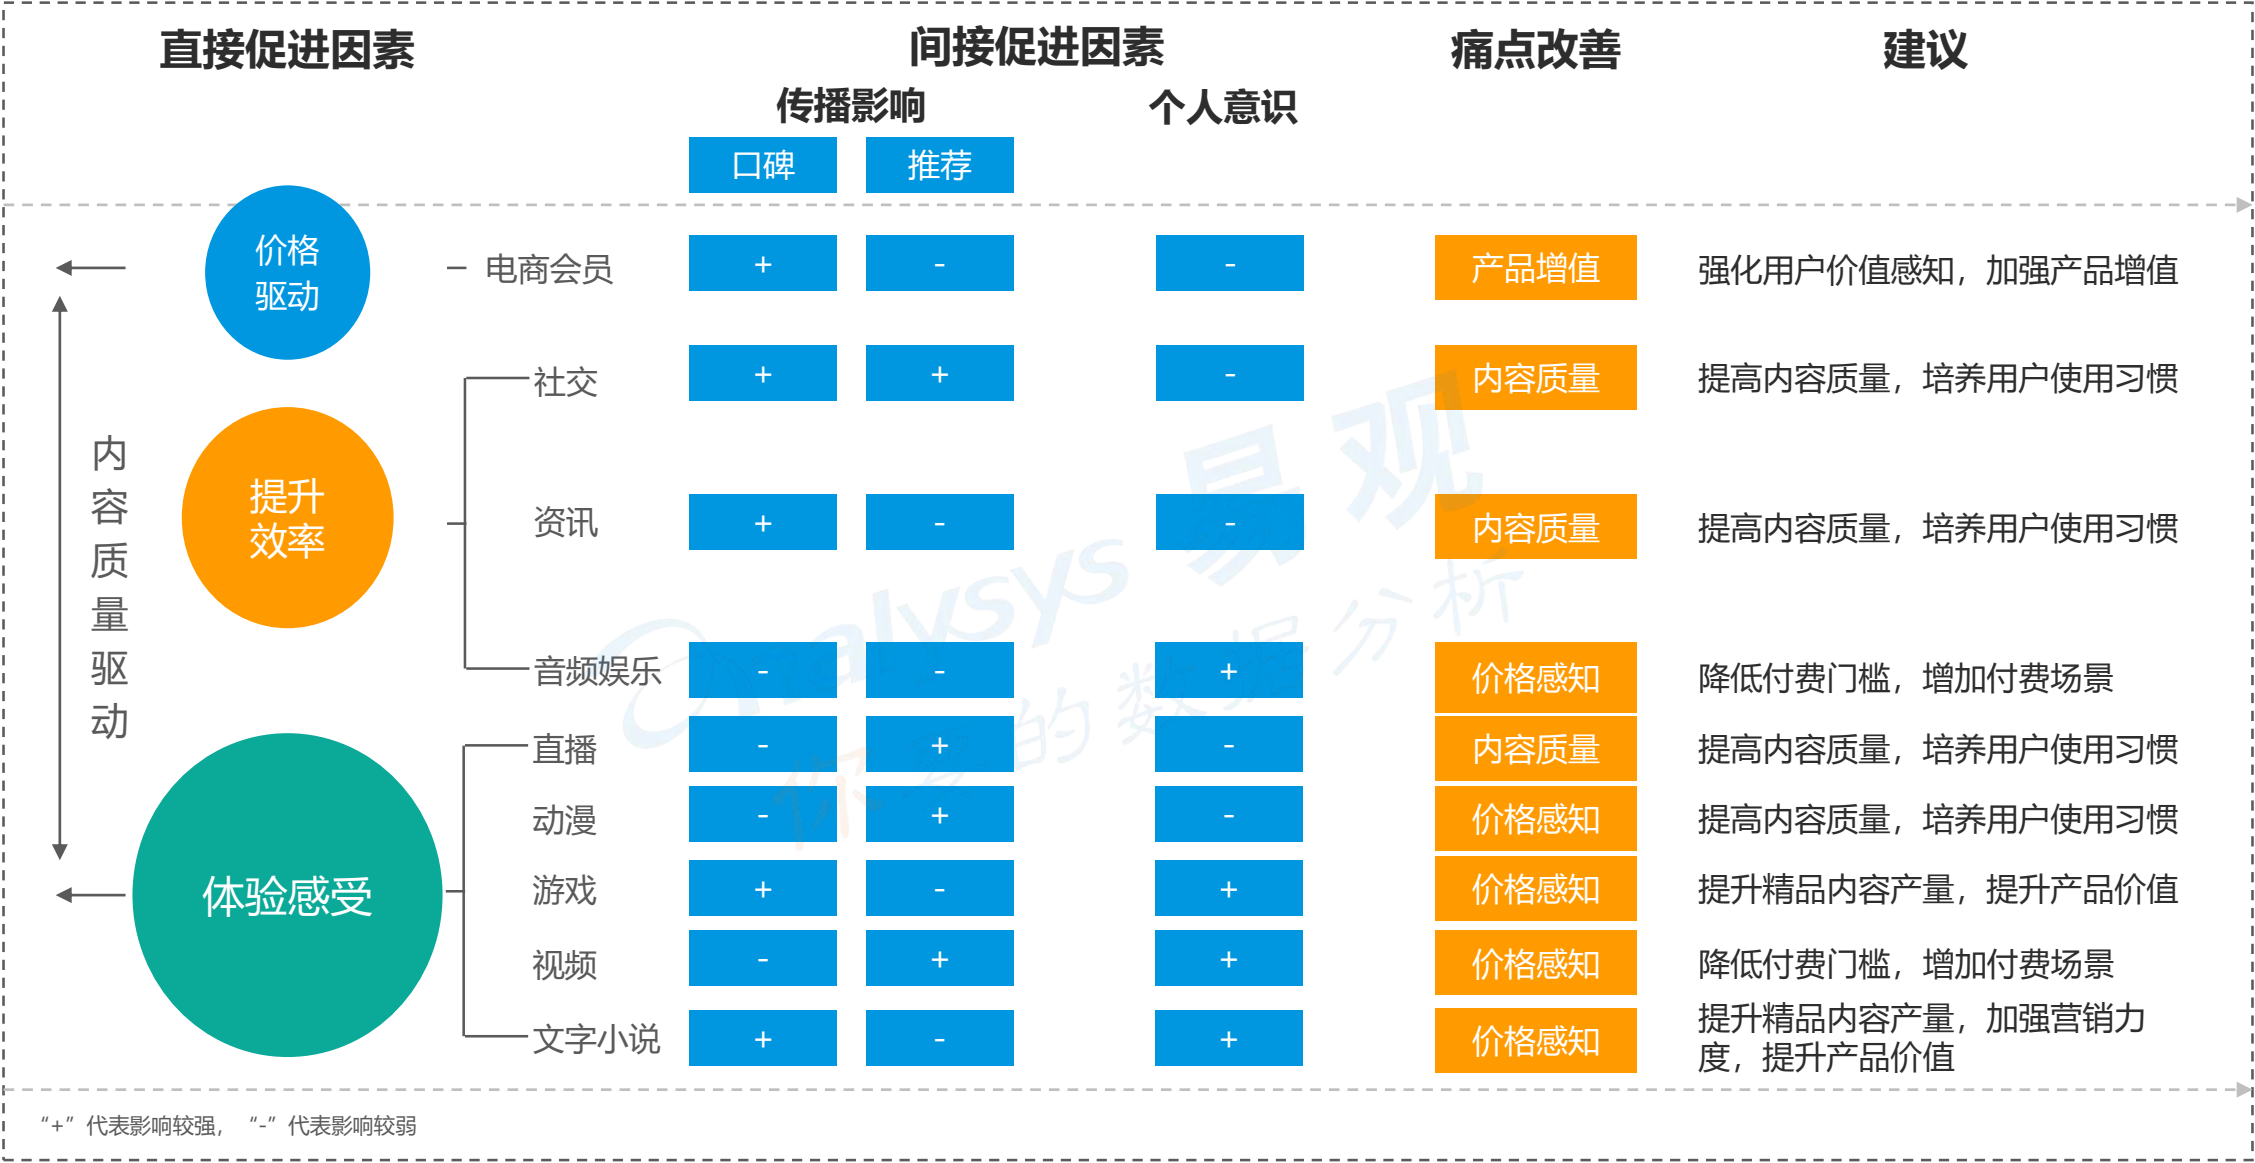 直接促进因素
间接促进因素
痛点改善
建议
传播影响
个人意识
口碑
推荐
内容质量驱动
价格
驱动
电商会员
+
-
-
产品增值
强化用户价值感知，加强产品增值
提升
效率
社交
+
+
-
内容质量
提高内容质量，培养用户使用习惯
资讯
+
-
-
内容质量
提高内容质量，培养用户使用习惯
音频娱乐
-
-
+
价格感知
降低付费门槛，增加付费场景
体验感受
直播
-
+
-
内容质量
提高内容质量，培养用户使用习惯
动漫
-
+
-
价格感知
提高内容质量，培养用户使用习惯
游戏
+
-
+
价格感知
提升精品内容产量，提升产品价值
视频
-
+
+
价格感知
降低付费门槛，增加付费场景
文字小说
+
-
+
价格感知
提升精品内容产量，加强营销力
度，提升产品价值
“+”代表影响较强，“-”代表影响较弱
nalysys 易观
你要的数据分析